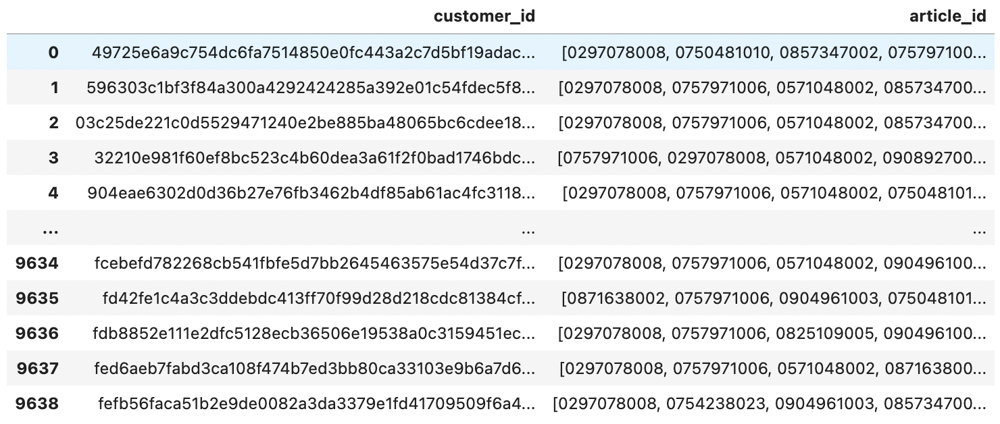 customer_id article_id
0 49725e6a9c754dc6fa7514850e0fc443a2c7d5bf19adac... [0297078008, 0750481010, 0857347002, 075797100...
1 596303c1bf3f84a300a4292424285a392e01c54fdec5f8... [0297078008, 0757971006, 0571048002, 085734700...
2 03c25de221c0d5529471240e2be885ba48065bc6cdee18... [0297078008, 0757971006, 0571048002, 085734700...
3 32210e981f60ef8bc523c4b60dea3a61f2f0bad1746bdc... [0757971006, 0297078008, 0571048002, 090892700...
4 904eae6302d0d36b27e76fb3462b4df85ab61ac4fc3118... [0297078008, 0757971006, 0571048002, 075048101...
... ... ...
9634 fcebefd782268cb541fbfe5d7bb2645463575e54d37c7f... [0297078008, 0757971006, 0571048002, 090496100...
9635 fd42fe1c4a3c3ddebdc413ff70f99d28d218cdc81384cf... [0871638002, 0757971006, 0904961003, 075048101...
9636 fdb8852e111e2dfc5128ecb36506e19538a0c3159451ec... [0297078008, 0757971006, 0825109005, 090496100...
9637 fed6aeb7fabd3ca108f474b7ed3bb80ca33103e9b6a7d6... [0297078008, 0757971006, 0571048002, 087163800...
9638 fefb56faca51b2e9de0082a3da3379e1fd41709509f6a4... [0297078008, 0754238023, 0904961003, 085734700...